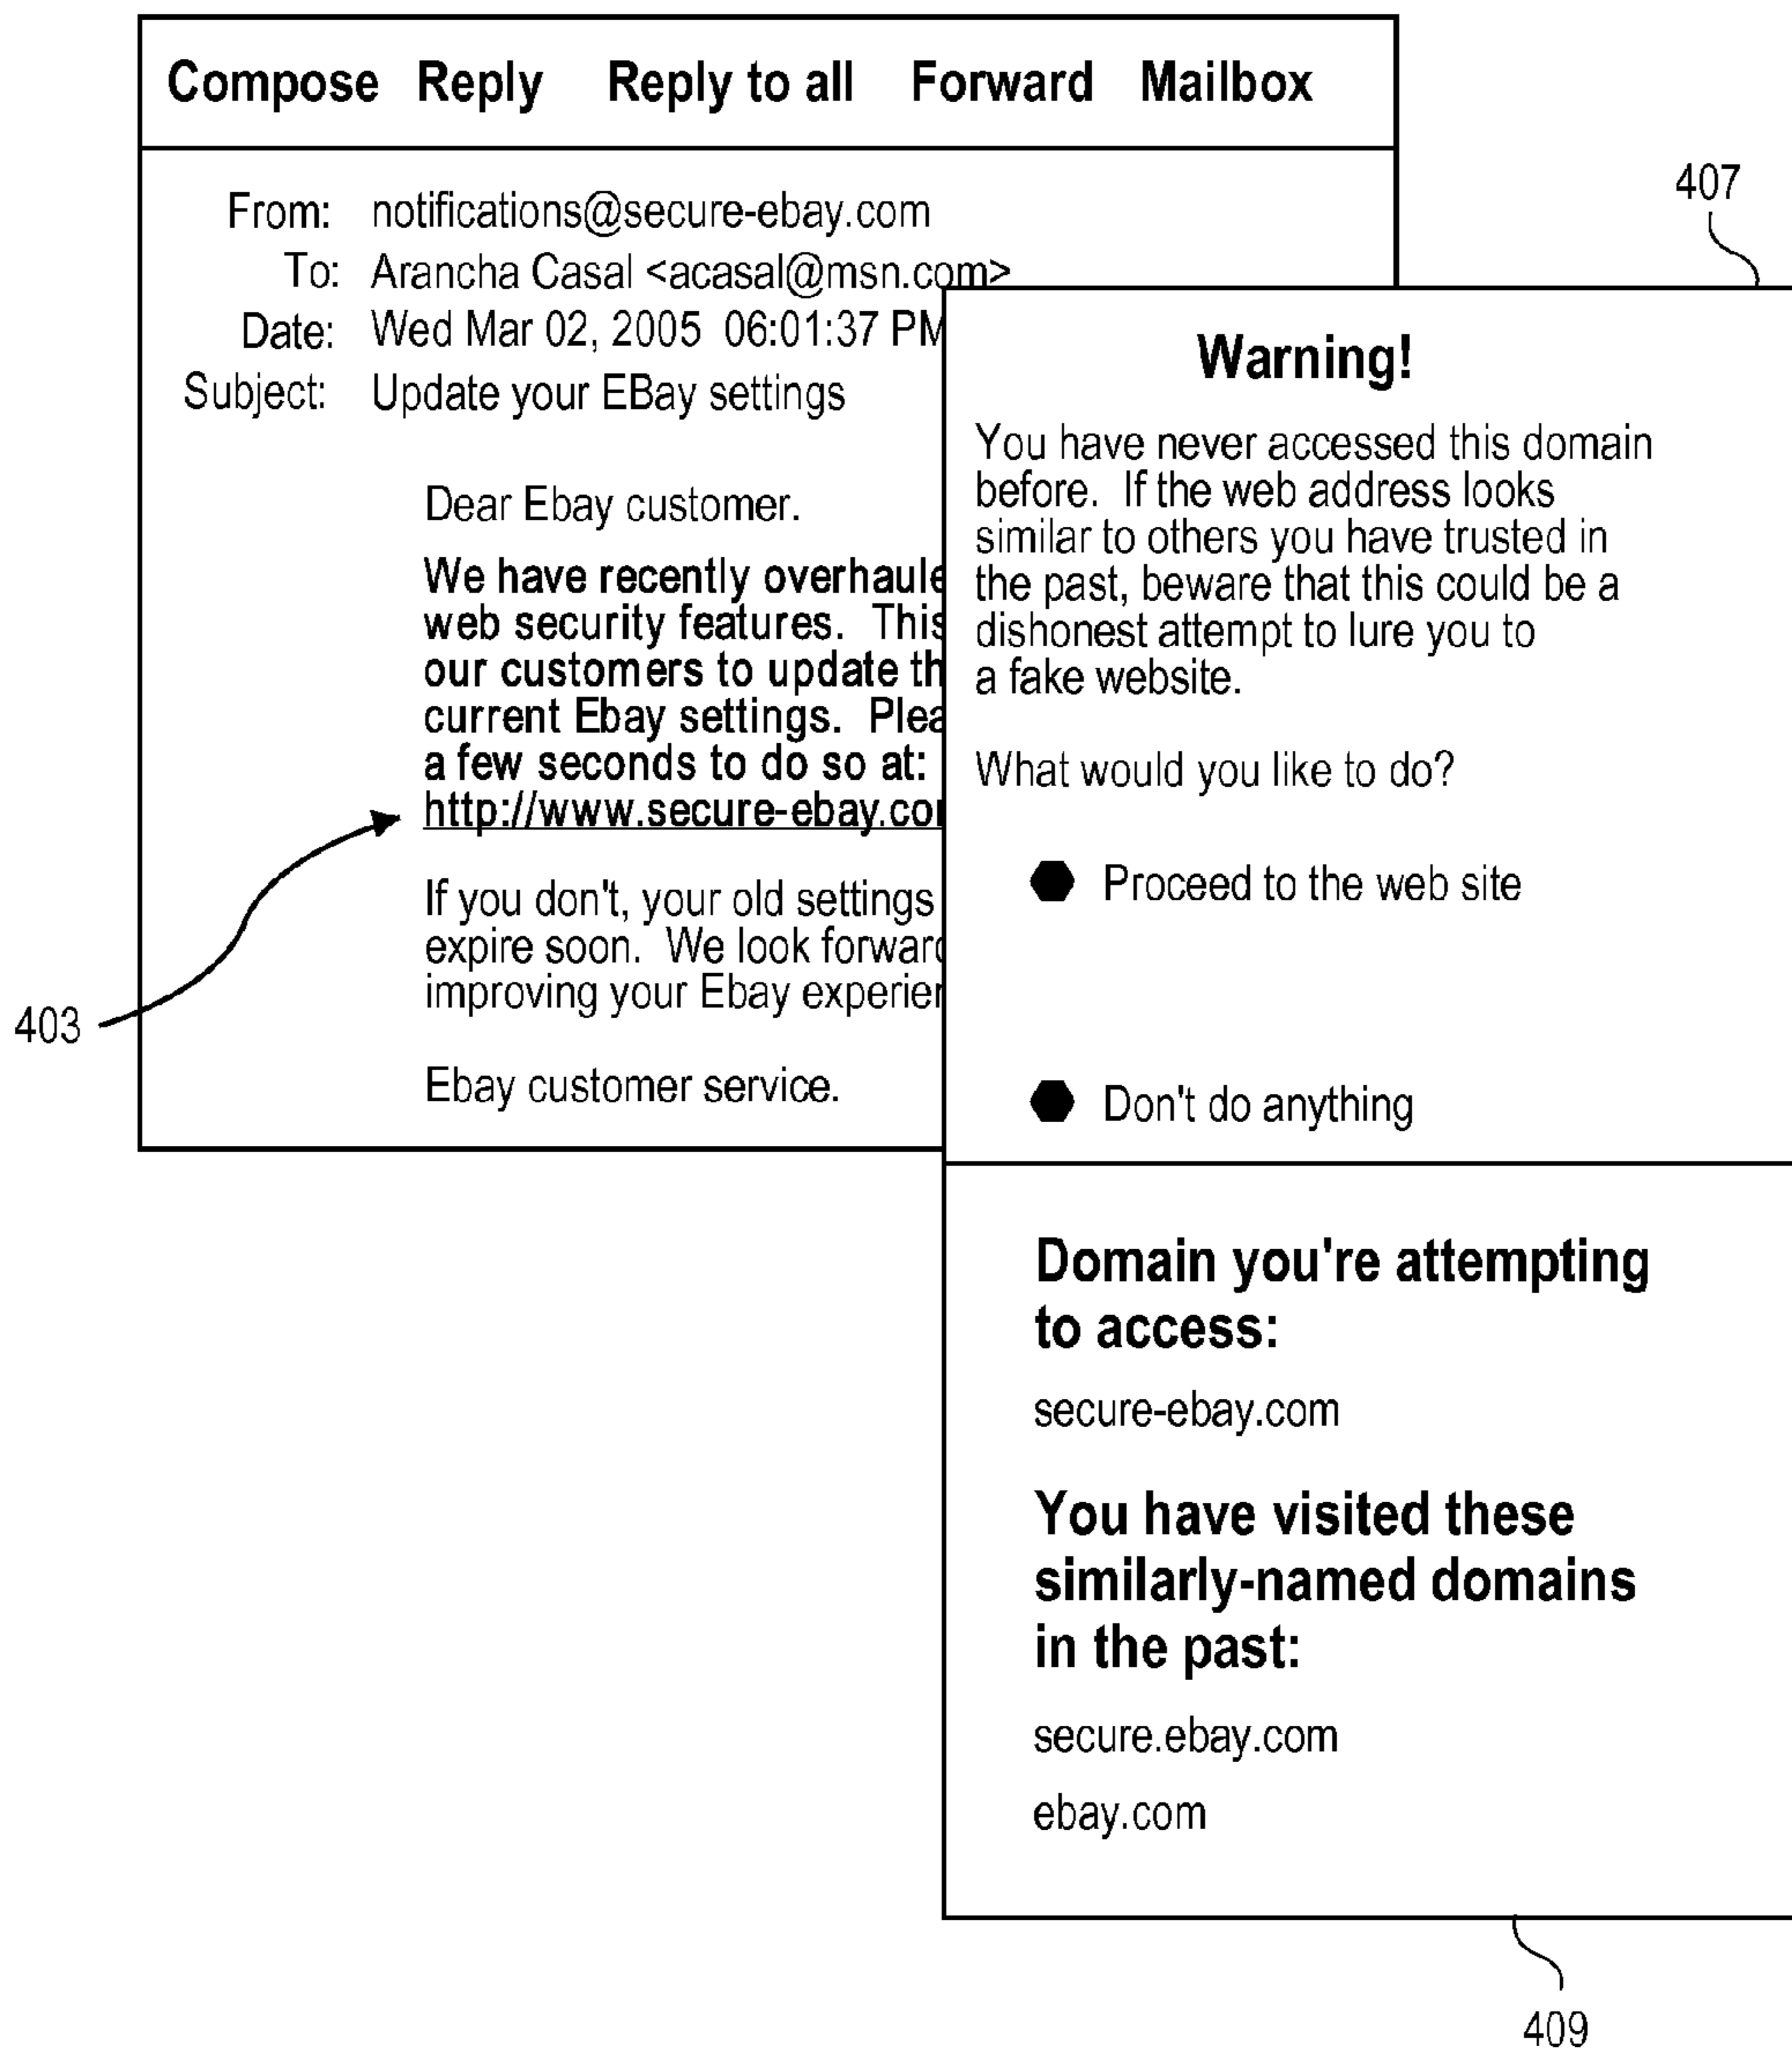 Compose Reply Reply to all Forward Mailbox
From: notifications@secure-ebay.com
To: Arancha Casal <acasal@msn.com>
Date: Wed Mar 02, 2005 06:01:37 PM
Subject: Update your EBay settings
Dear Ebay customer.
We have recently
web security features. This
our customers to update
current Ebay settings.
a few seconds to do so at:
http://www.secure-ebay.com
If you don't, your old settings
expire soon. We look
improving your Ebay
Ebay customer service.
403
407
Warning!
You have never accessed this domain
before. If the web address looks
similar to others you have trusted in
the past, beware that this could be a
dishonest attempt to lure you to
a fake website.
What would you like to do?
Proceed to the web site
Don't do anything
Domain you're attempting
to access:
secure-ebay.com
You have visited these
similarly-named domains
in the past:
secure.ebay.com
ebay.com
409